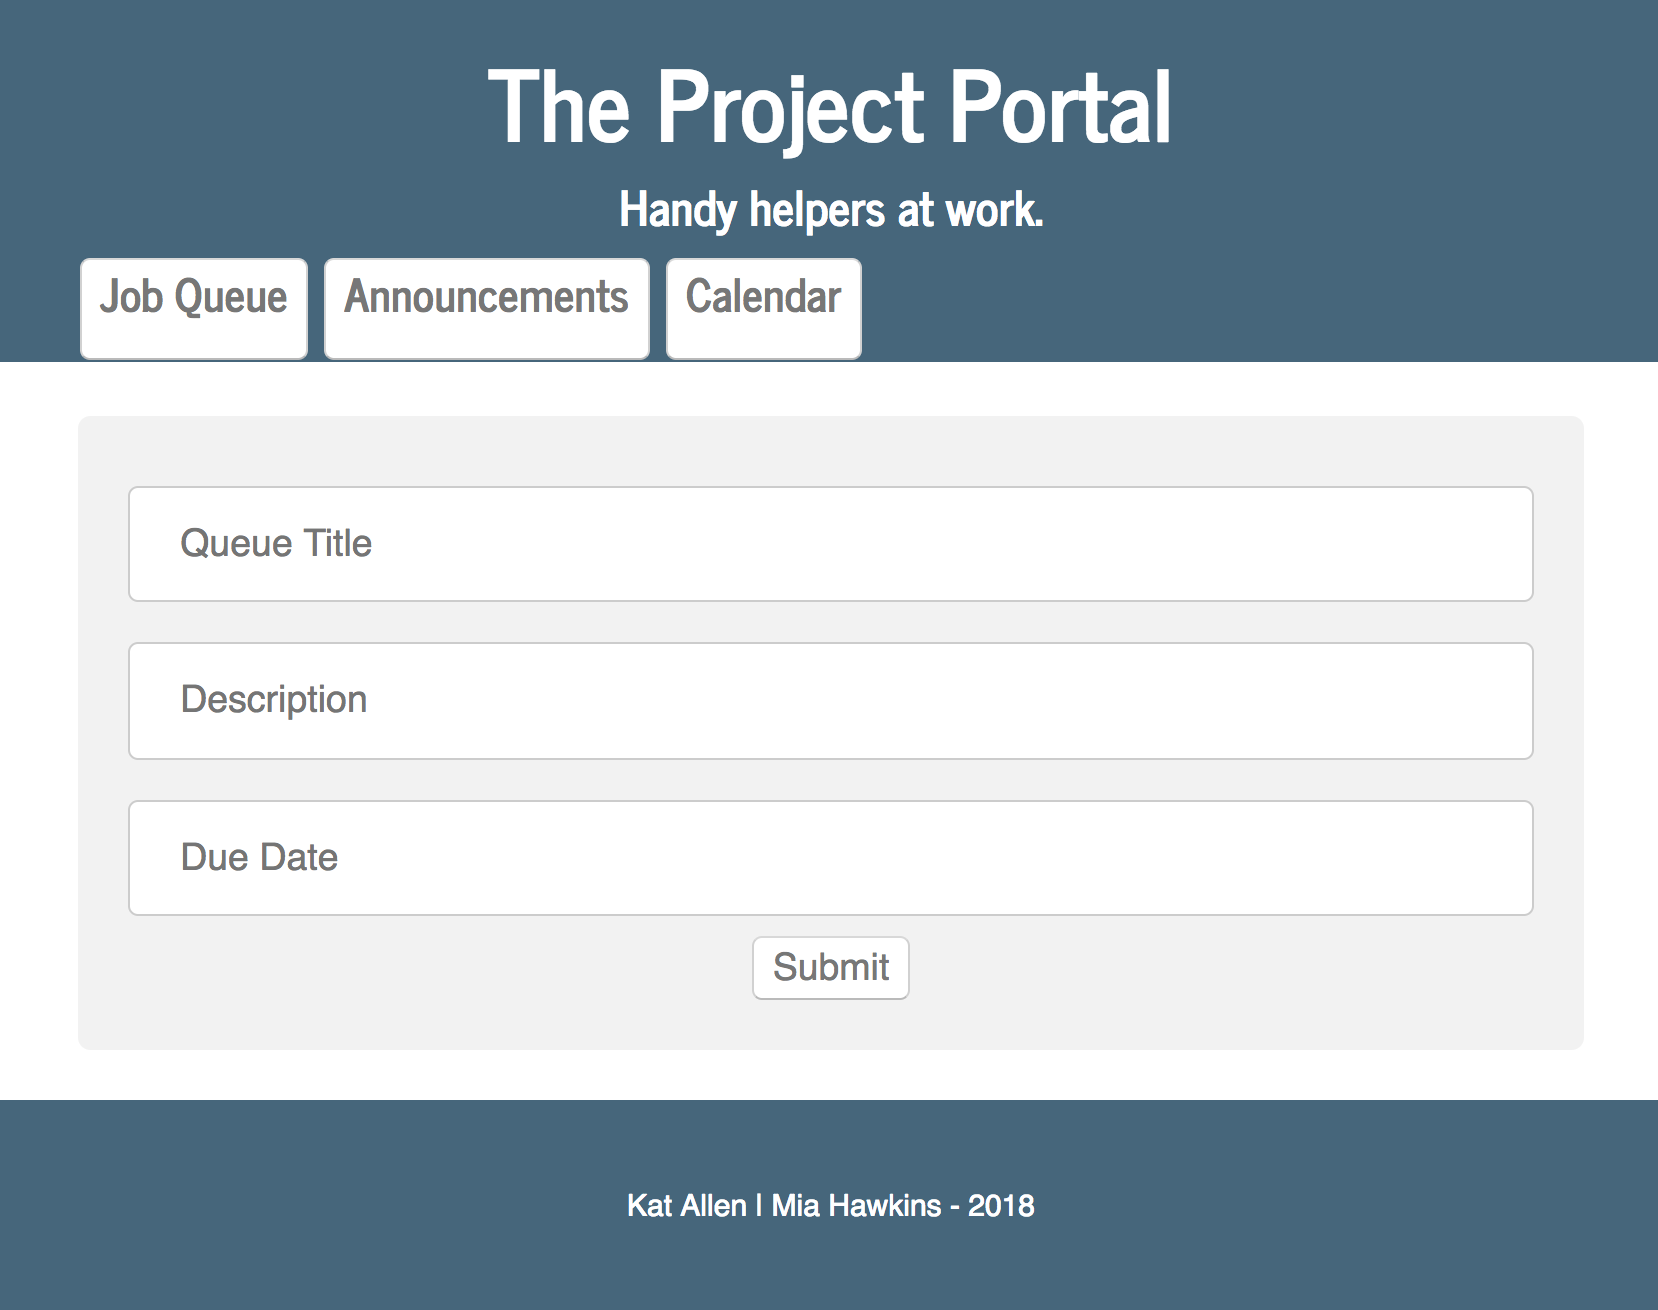 The Project Portal
Handy helpers at work.
Job Queue Announcements Calendar
Queue Title
Description
Due Date
Submit
Kat Allen | Mia Hawkins - 2018